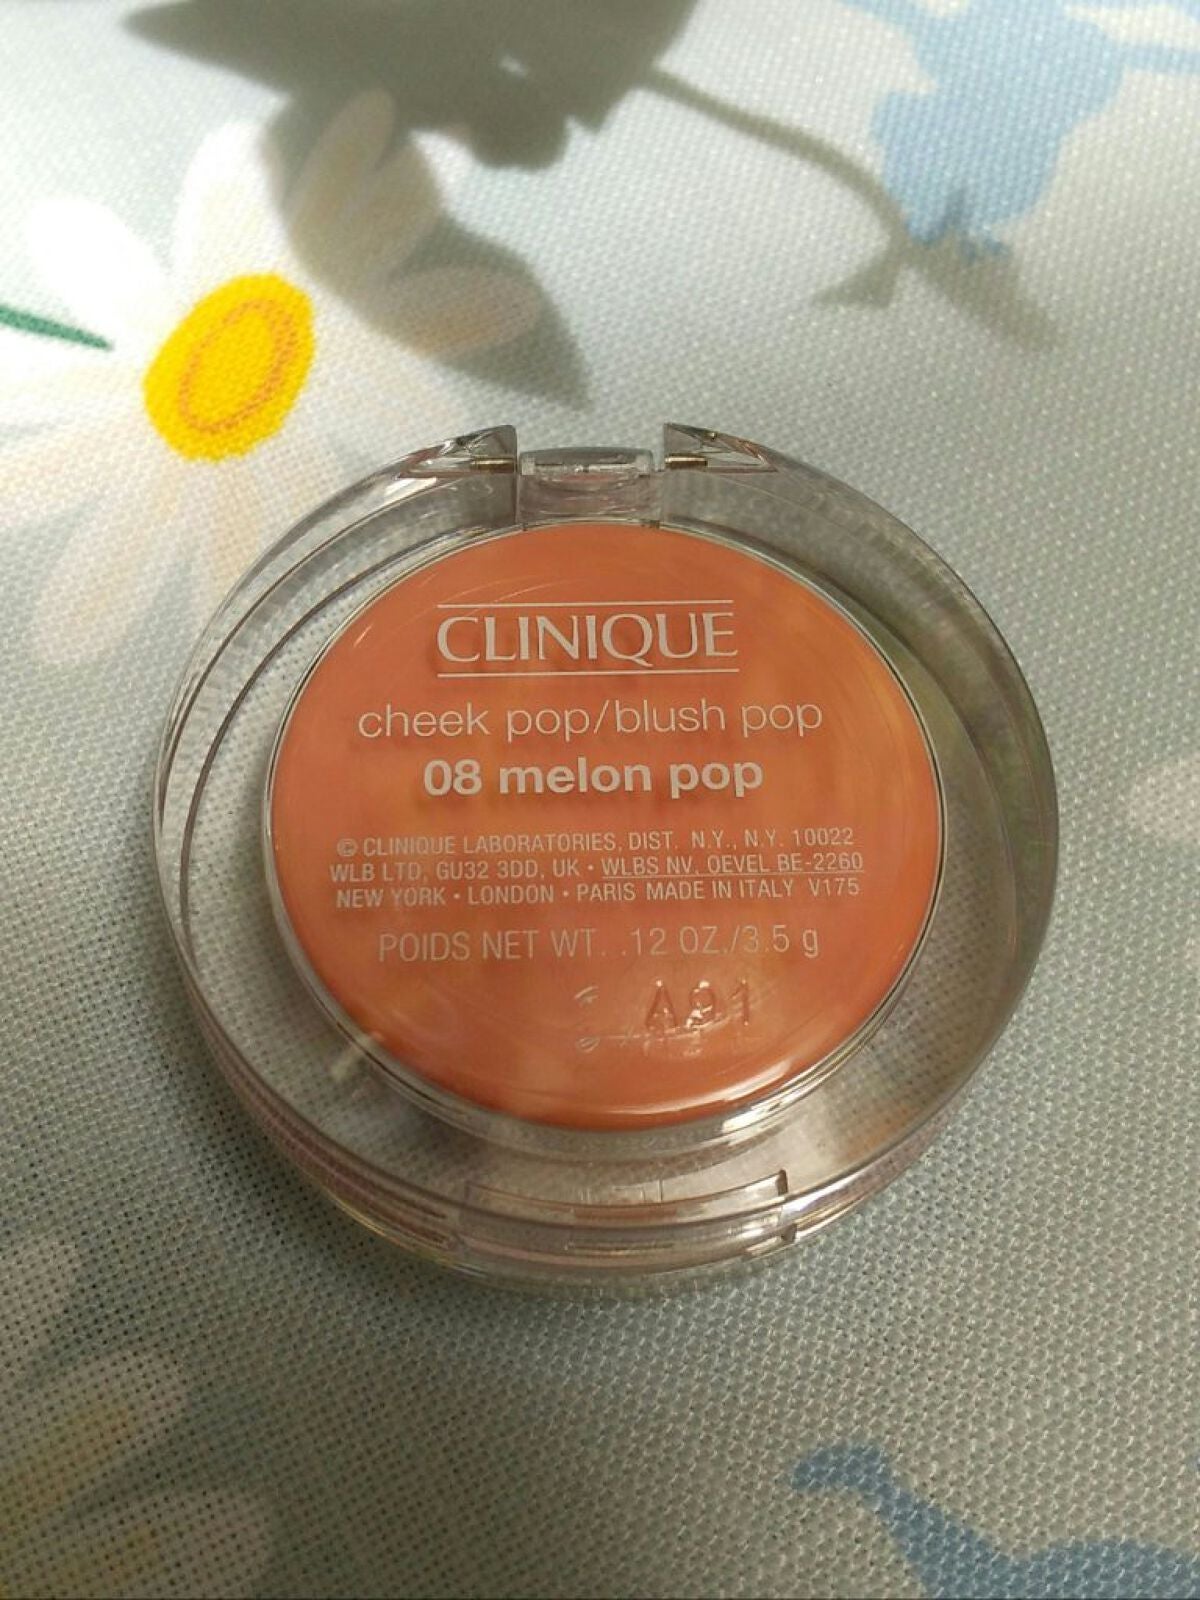 CLINIQUE
cheek pop/blush pop
08 melon pop
© CLINIQUE LABORATORIES, DIST. N.Y., N.Y. 10022
WLB LTD, GU32 3DD, UK • WLBS NV, OEVEL BE-2260
NEW YORK • LONDON • PARIS MADE IN ITALY V175
POIDS NET WT. .12 OZ./3.5 g
A91